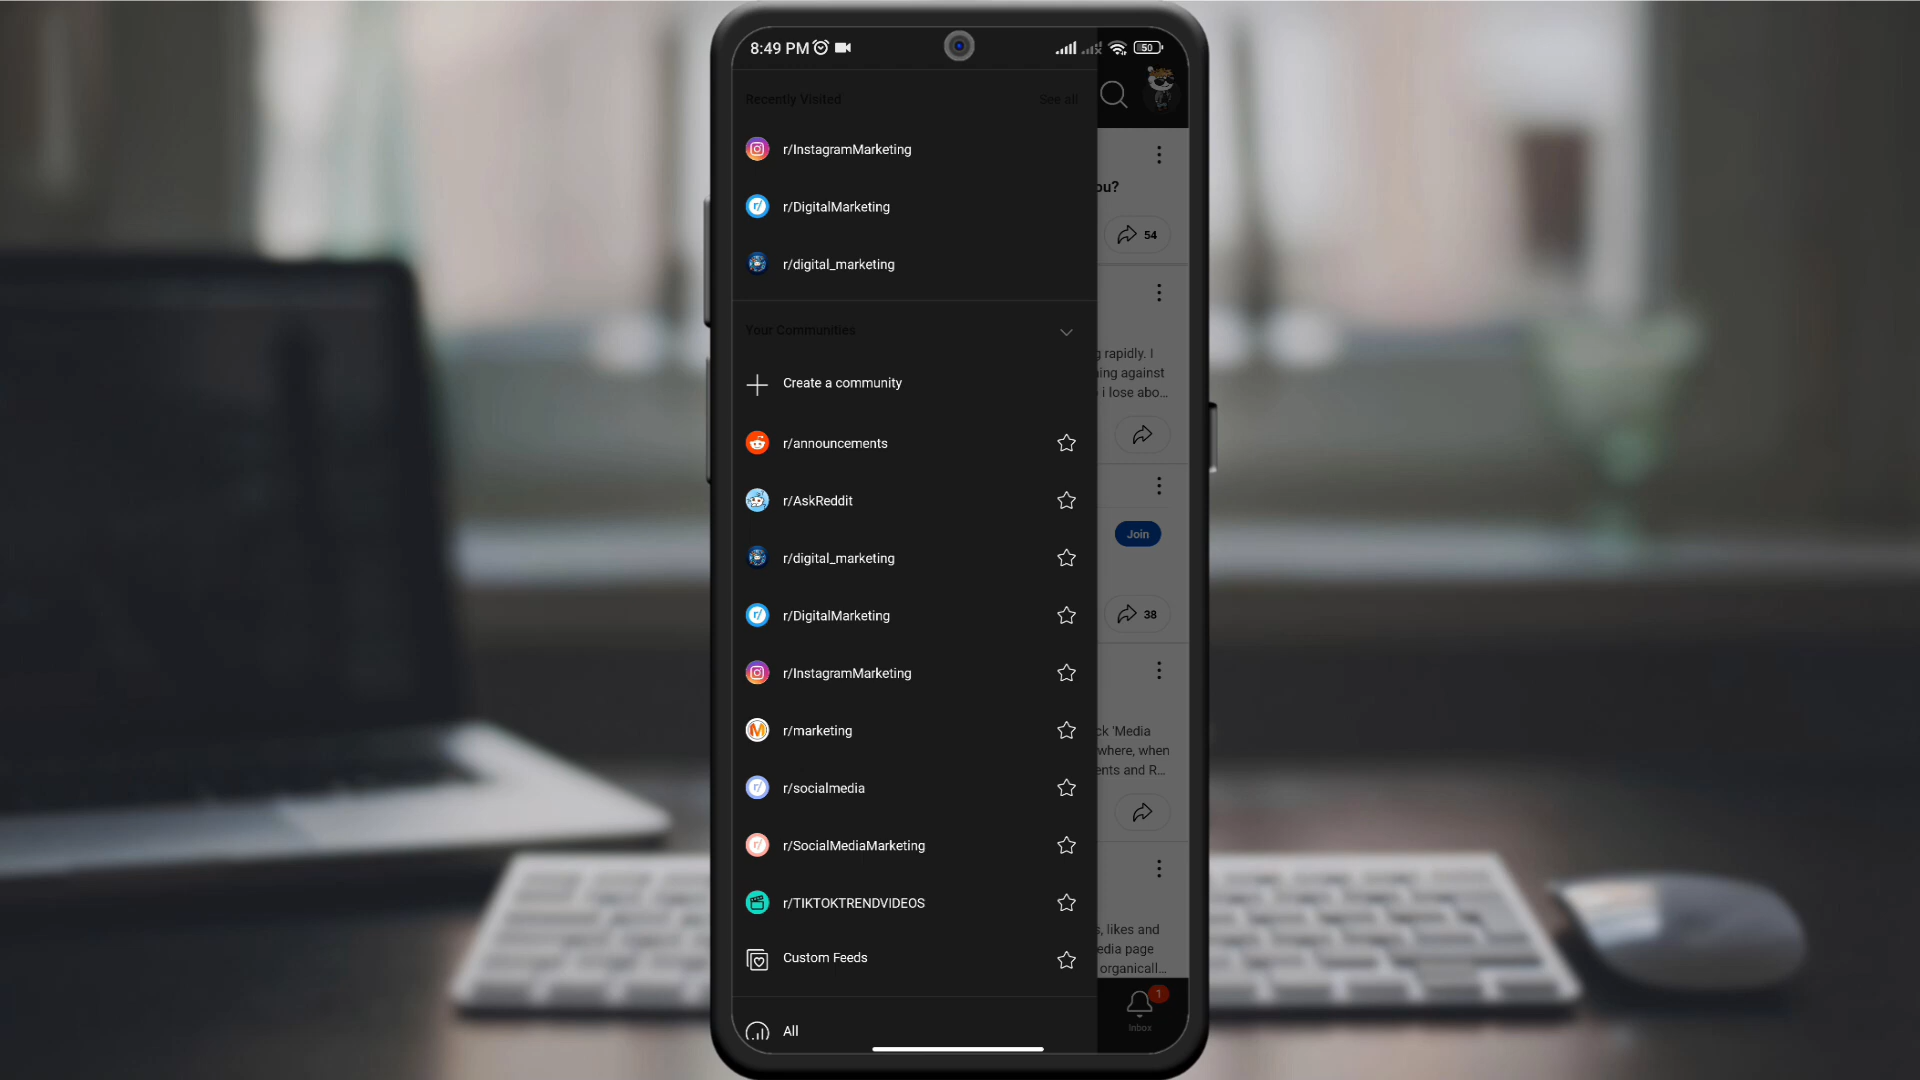 8:49 PM
50
Recently Visited
See all
r/InstagramMarketing
r/DigitalMarketing
r/digital_marketing
Your Communities
Create a community
r/announcements
r/AskReddit
r/digital_marketing
r/DigitalMarketing
r/InstagramMarketing
r/marketing
r/socialmedia
r/SocialMediaMarketing
r/TIKTOKTRENDVIDEOS
Custom Feeds
All
ou?
54
g rapidly. I
ing against
i lose abo...
Join
38
ck 'Media
where, when
ents and R...
s, likes and
edia page
organicall...
1
Inbox